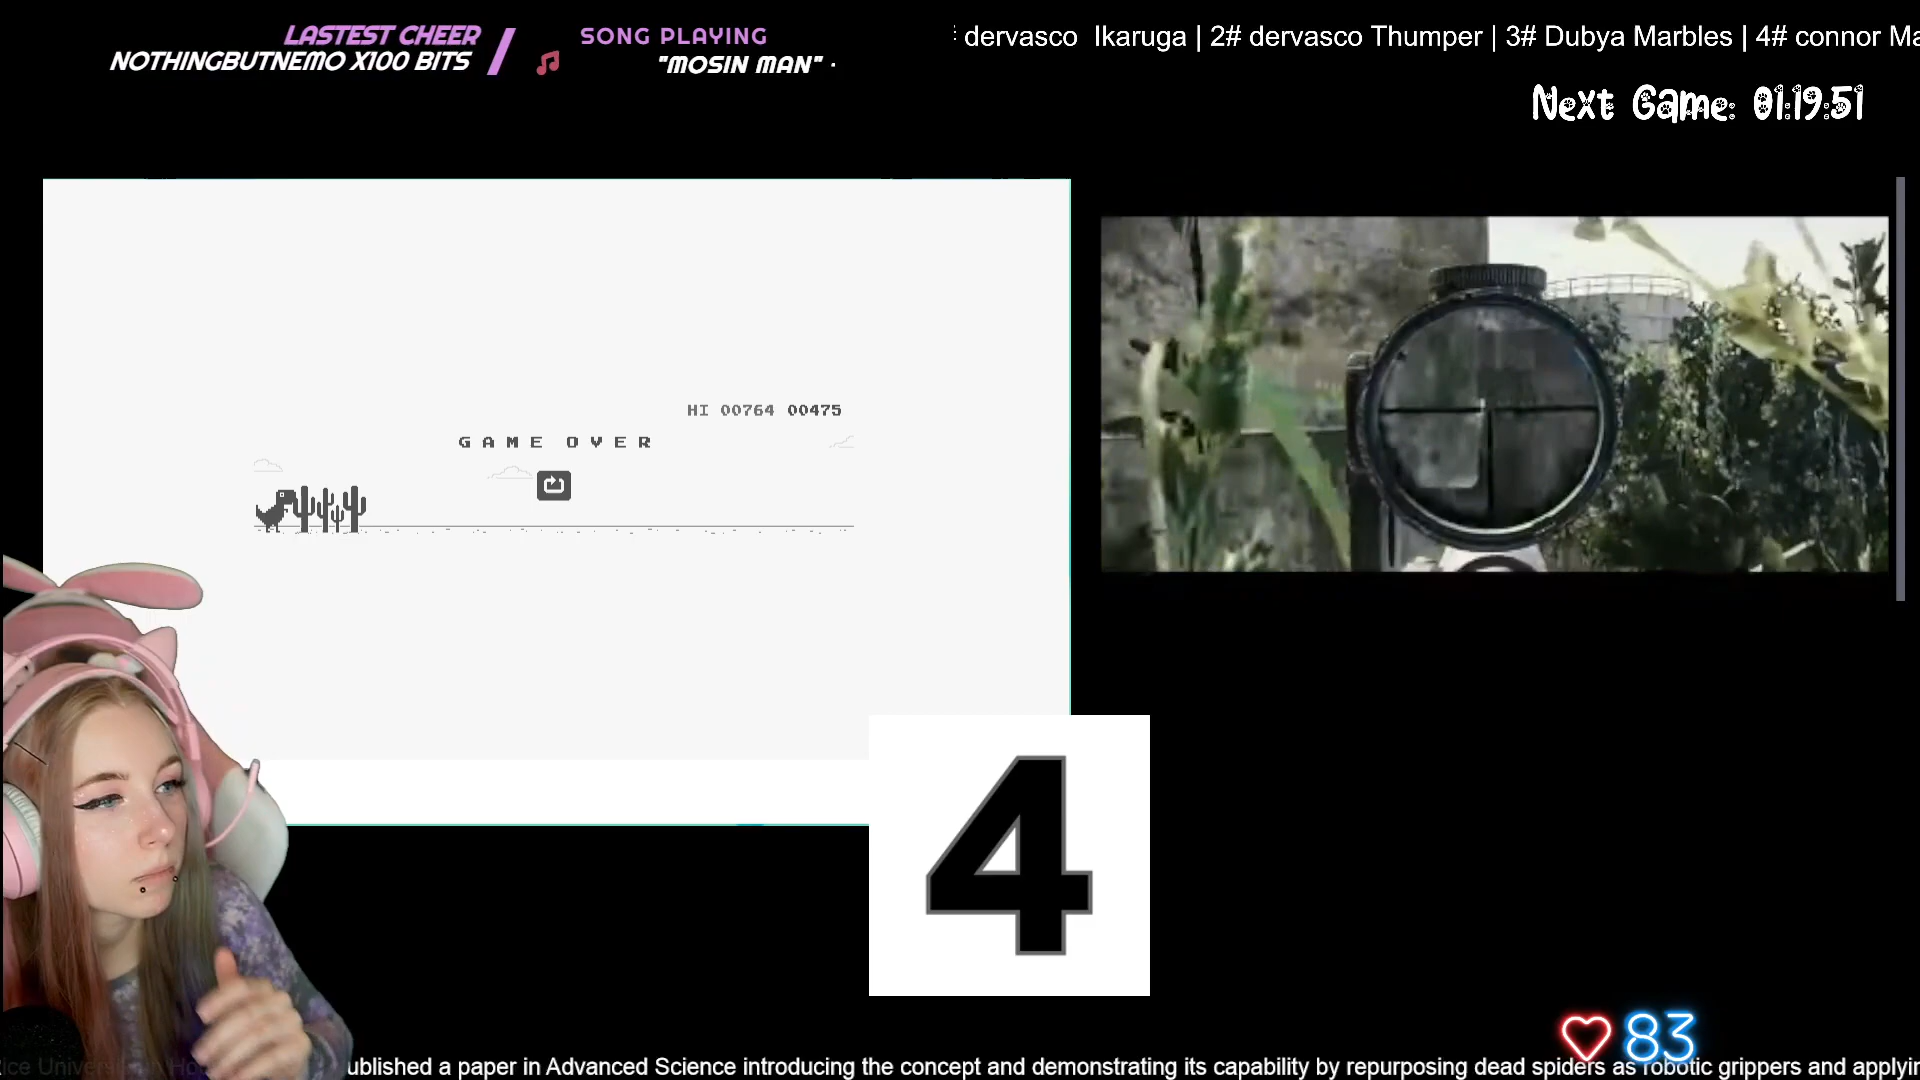 LASTEST CHEER
NOTHINGBUTNEMO X100 BITS
SONG PLAYING
"MOSIN MAN" ·
dervasco Ikaruga | 2# dervasco Thumper | 3# Dubya Marbles | 4# connor Ma
Next Game: 01:19:51
HI 00764 00475
GAME OVER
4
83
ublished a paper in Advanced Science introducing the concept and demonstrating its capability by repurposing dead spiders as robotic grippers and applyin